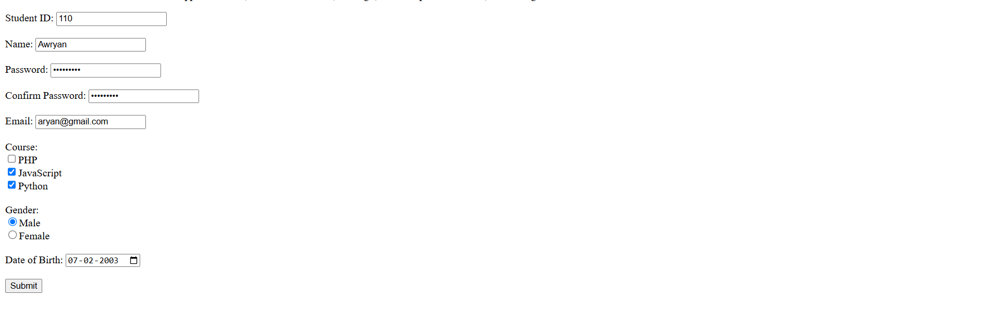 Student ID: 110
Name: Awryan
Password: •••••••••
Confirm Password: •••••••••
Email: aryan@gmail.com
Course:
PHP
JavaScript
Python
Gender:
Male
Female
Date of Birth: 07-02-2003
Submit